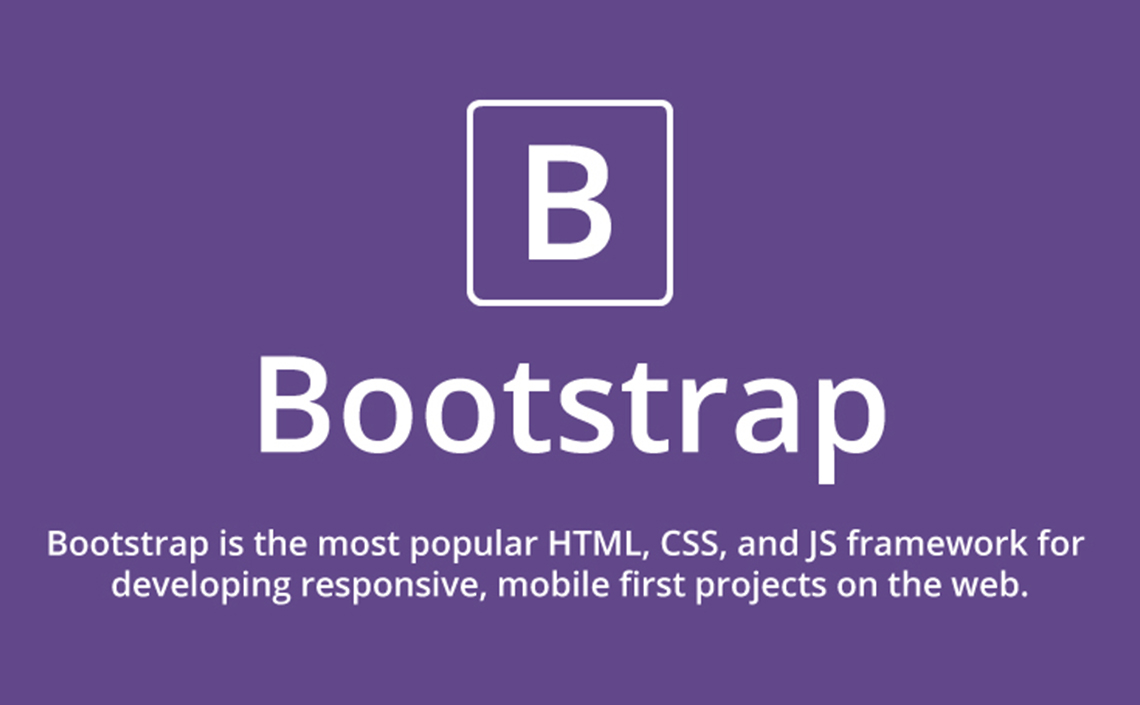 B
Bootstrap
Bootstrap is the most popular HTML, CSS, and JS framework for
developing responsive, mobile first projects on the web.